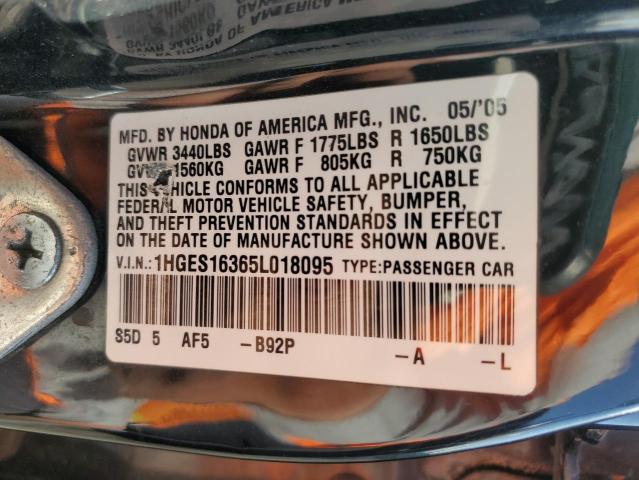 MFD. BY HONDA OF AMERICA MFG., INC. 05/'05
GVWR 3440LBS GAWR F 1775LBS R 1650LBS
1560KG GAWR F 805KG R 750KG
THIS VEHICLE CONFORMS TO ALL APPLICABLE
FEDERAL MOTOR VEHICLE SAFETY, BUMPER,
AND THEFT PREVENTION STANDARDS IN EFFECT
ON THE DATE OF MANUFACTURE SHOWN ABOVE.
V.I.N.:1HGES16365L018095 TYPE:PASSENGER CAR
S5D 5 AF5 -B92P -A -L